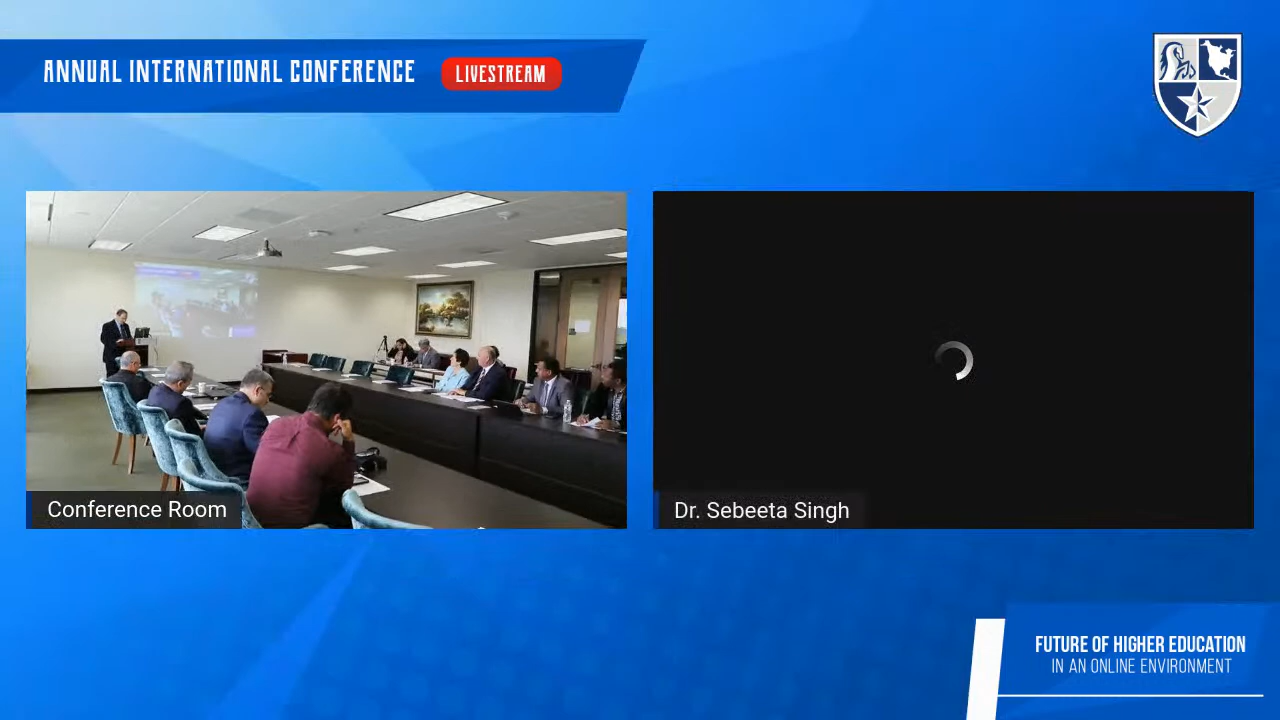 ANNUAL INTERNATIONAL CONFERENCE
LIVESTREAM
Conference Room
Dr. Sebeeta Singh
FUTURE OF HIGHER EDUCATION
IN AN ONLINE ENVIRONMENT